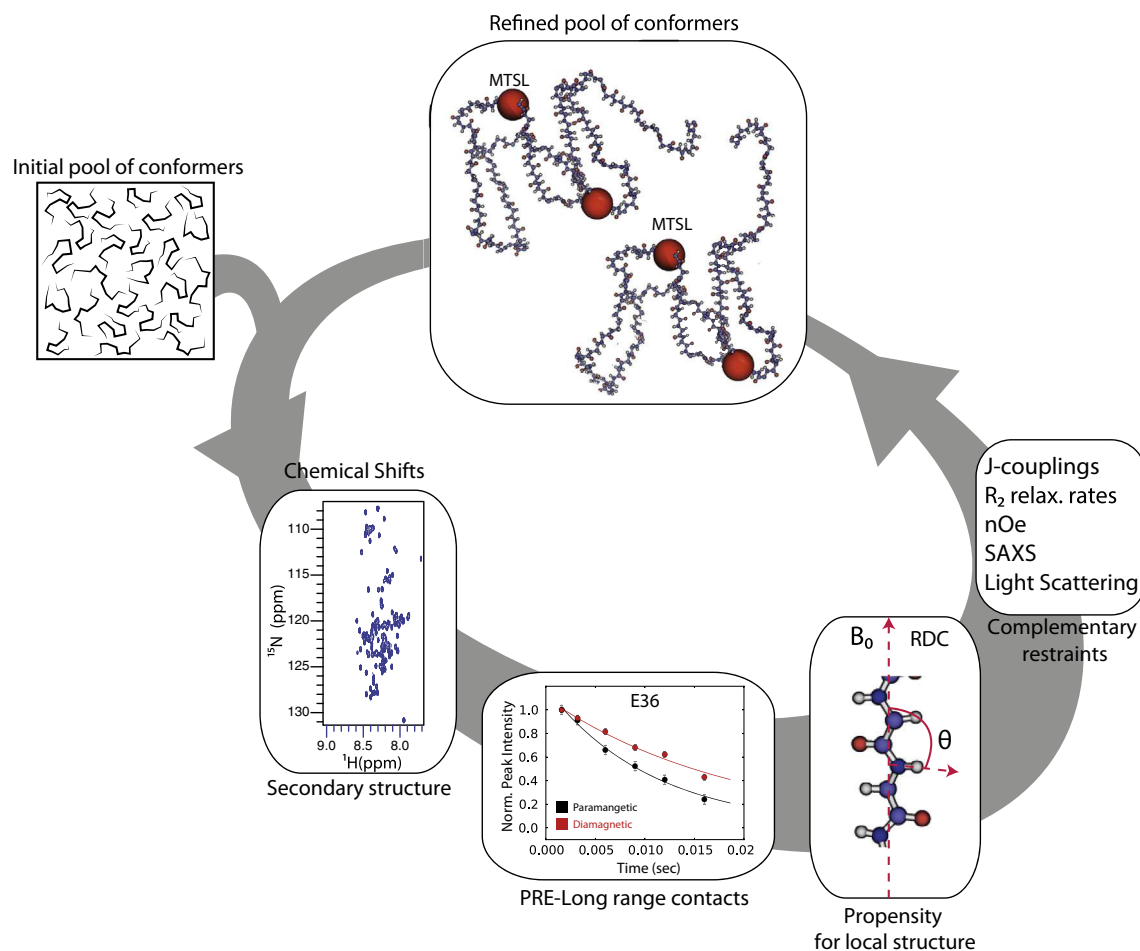 Refined pool of conformers
MTSL
MTSL
Initial pool of conformers
Chemical Shifts
110
115
120
125
130
¹⁵N (ppm)
9.0 8.5 8.0
¹H(ppm)
Secondary structure
E36
1.0
0.8
0.6
0.4
0.2
0.0
Norm. Peak Intensity
Paramangetic
Diamagnetic
0.000 0.005 0.010 0.015 0.02
Time (sec)
PRE-Long range contacts
B₀ RDC
θ
Propensity
for local structure
J-couplings
R₂ relax. rates
nOe
SAXS
Light Scattering
Complementary
restraints